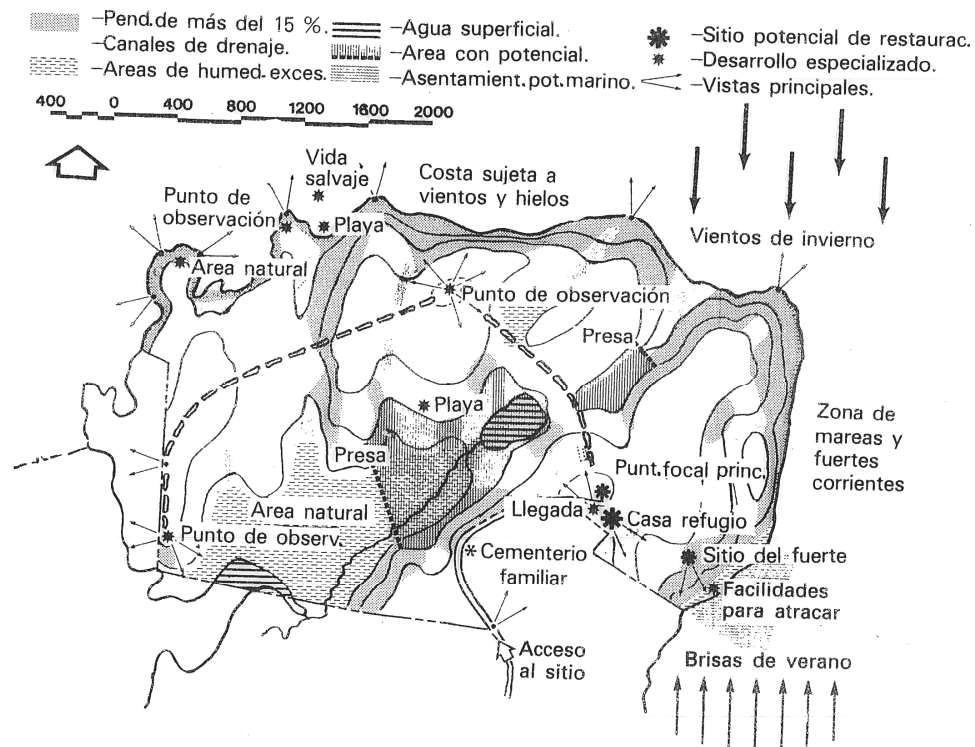 –Pend.de más del 15 %.
–Canales de drenaje.
–Areas de humed.exces.
–Agua superficial.
–Area con potencial.
–Asentamient.pot.marino.
–Sitio potencial de restaurac.
–Desarrollo especializado.
–Vistas principales.
400 0 400 800 1200 1600 2000
Vida
salvaje
Costa sujeta a
vientos y hielos
Punto de
observación
Playa
Vientos de invierno
Area natural
Punto de observación
Presa
Playa
Zona de
mareas y
fuertes
corrientes
Presa
Punt.focal princ.
Area natural
Llegada
Casa refugio
Punto de observ.
Cementerio
familiar
Sitio del fuerte
Facilidades
para atracar
Acceso
al sitio
Brisas de verano